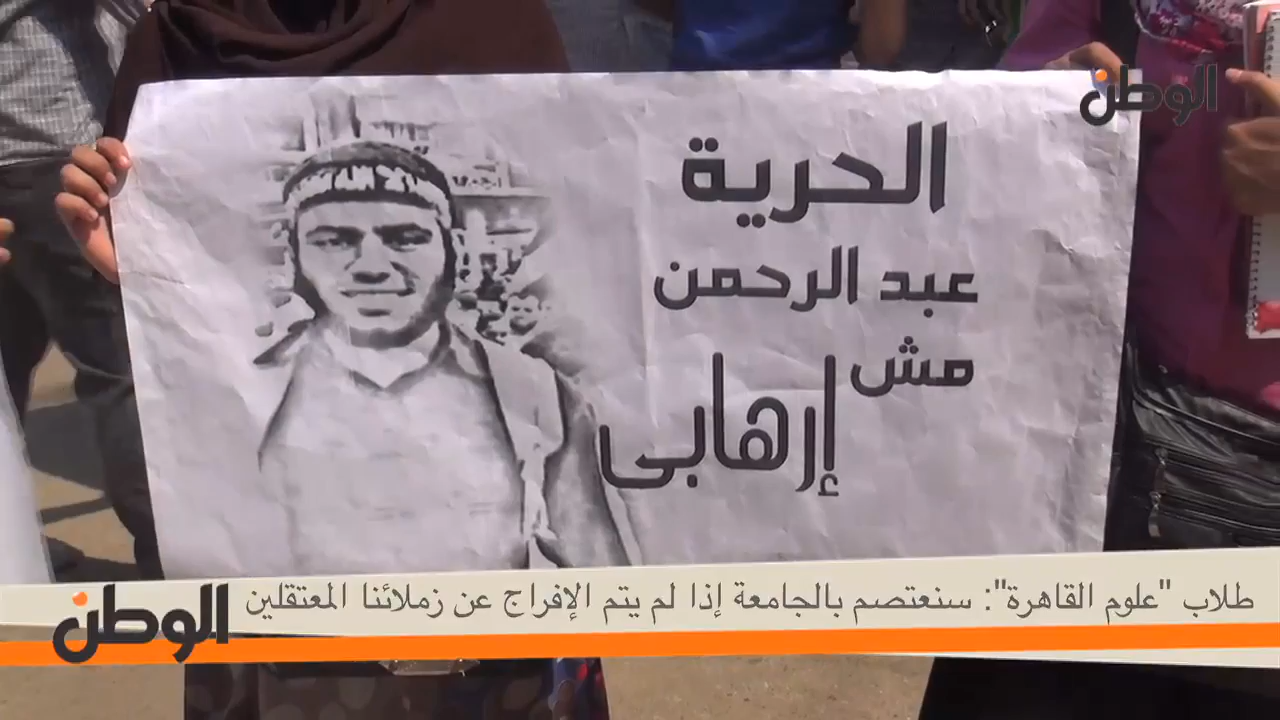 الوطن
الحرية
عبد الرحمن
مش
إرهابى
طلاب "علوم القاهرة": سنعتصم بالجامعة إذا لم يتم الإفراج عن زملائنا المعتقلين
الوطن